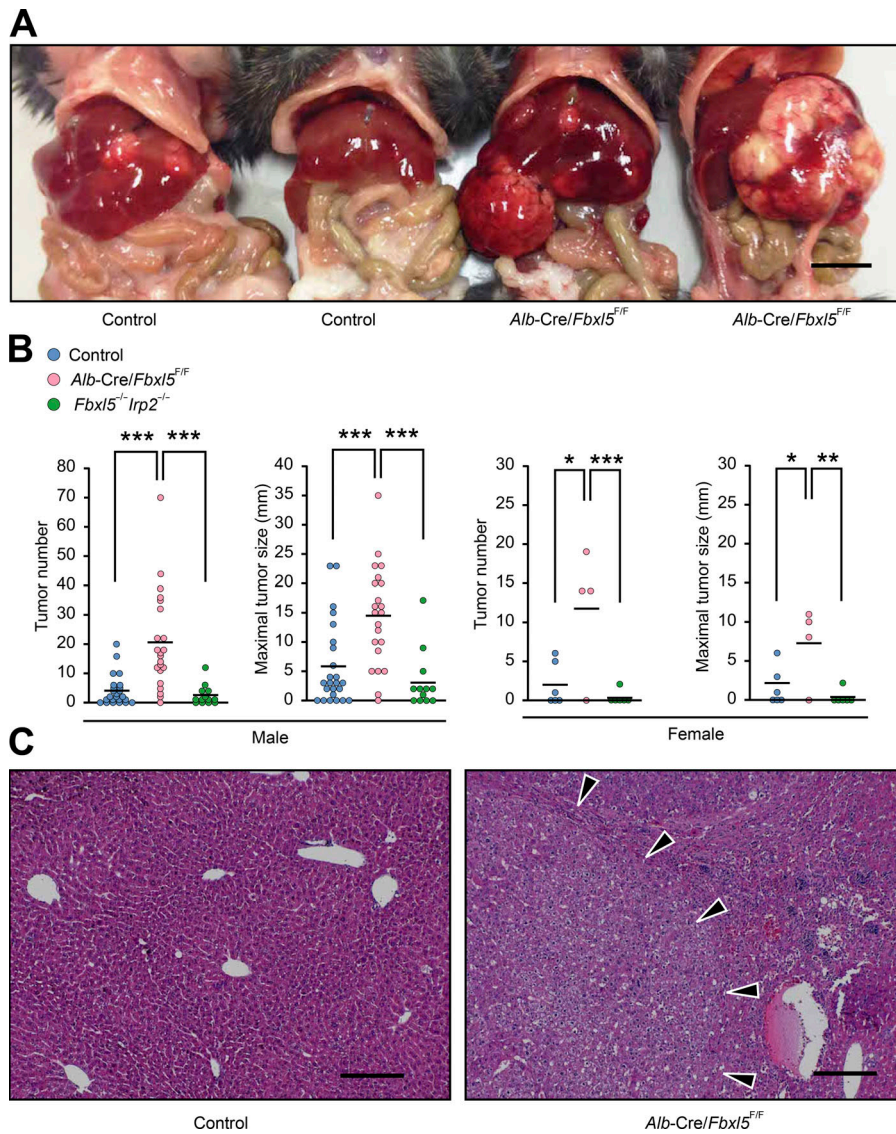 A
Control
Control
Alb-Cre/Fbxl5F/F
Alb-Cre/Fbxl5F/F
B
Control
Alb-Cre/Fbxl5F/F
Fbxl5–/–Irp2–/–
*** ***
Tumor number
80
70
60
50
40
30
20
10
0
*** ***
Maximal tumor size (mm)
40
35
30
25
20
15
10
5
0
Male
* ***
Tumor number
30
25
20
15
10
5
0
* **
Maximal tumor size (mm)
30
25
20
15
10
5
0
Female
C
Control
Alb-Cre/Fbxl5F/F